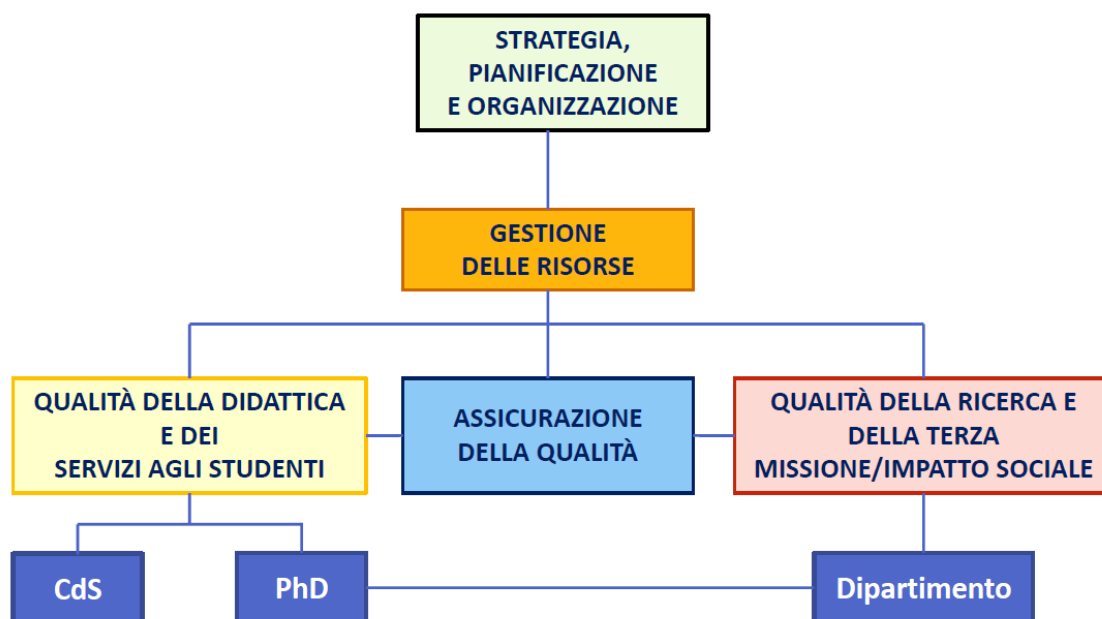 STRATEGIA,
PIANIFICAZIONE
E ORGANIZZAZIONE
GESTIONE
DELLE RISORSE
QUALITÀ DELLA DIDATTICA
E DEI
SERVIZI AGLI STUDENTI
ASSICURAZIONE
DELLA QUALITÀ
QUALITÀ DELLA RICERCA E
DELLA TERZA
MISSIONE/IMPATTO SOCIALE
CdS
PhD
Dipartimento